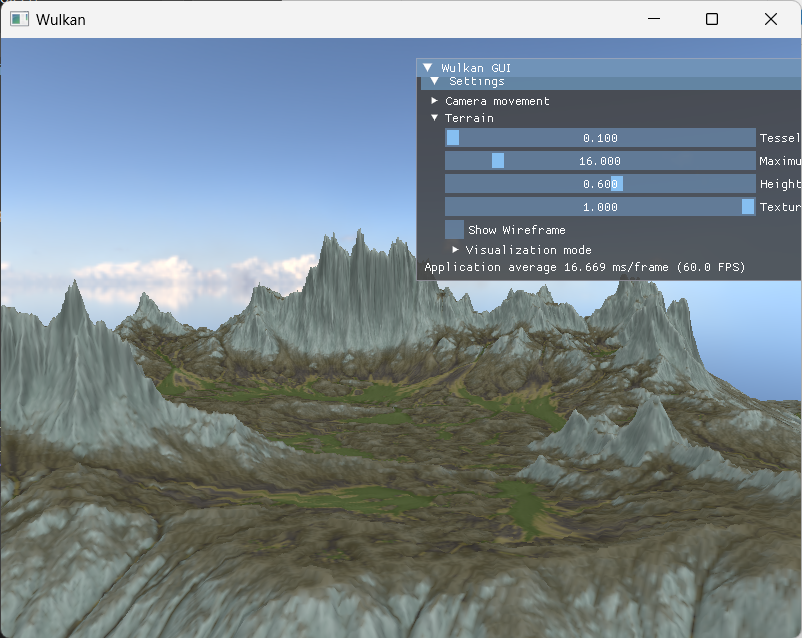 Wulkan
Wulkan GUI
Settings
Camera movement
Terrain
0.100 Tessel
16.000 Maximu
0.600 Height
1.000 Textur
Show Wireframe
Visualization mode
Application average 16.669 ms/frame (60.0 FPS)